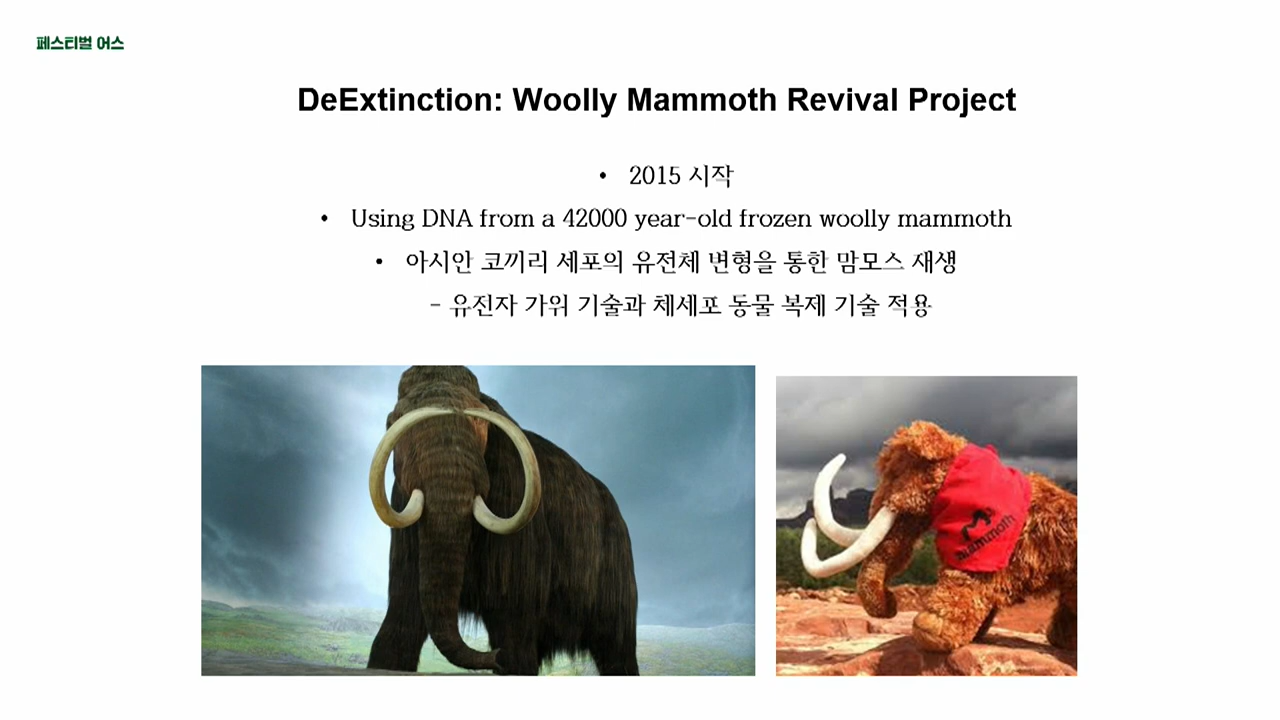 페스티벌 어스
DeExtinction: Woolly Mammoth Revival Project
• 2015 시작
• Using DNA from a 42000 year-old frozen woolly mammoth
• 아시안 코끼리 세포의 유전체 변형을 통한 맘모스 재생
- 유진자 가위 기술과 체세포 동물 복제 기술 적용
mammoth